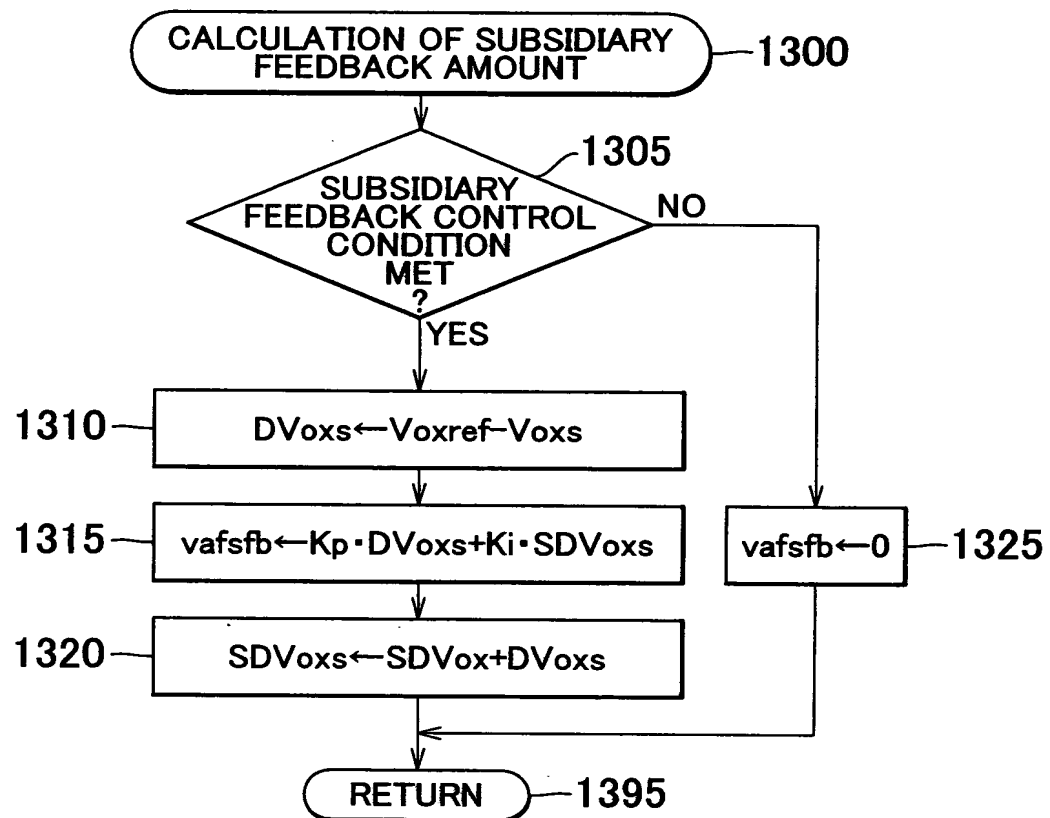 CALCULATION OF SUBSIDIARY
FEEDBACK AMOUNT
1300
1305
SUBSIDIARY
FEEDBACK CONTROL
CONDITION
MET
?
NO
YES
1310
DVoxs←Voxref-Voxs
1315
vafsfb←Kp・DVoxs+Ki・SDVoxs
vafsfb←0
1325
1320
SDVoxs←SDVox+DVoxs
RETURN
1395